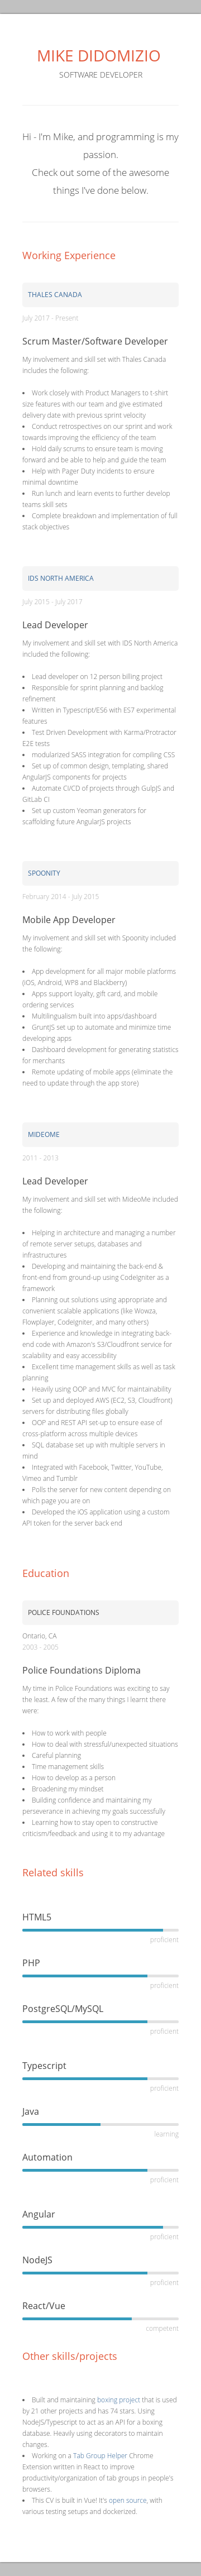 MIKE DIDOMIZIO
SOFTWARE DEVELOPER
Hi - I'm Mike, and programming is my
passion.
Check out some of the awesome
things I've done below.
Working Experience
THALES CANADA
July 2017 - Present
Scrum Master/Software Developer
My involvement and skill set with Thales Canada
includes the following:
• Work closely with Product Managers to t-shirt
size features with our team and give estimated
delivery date with previous sprint velocity
• Conduct retrospectives on our sprint and work
towards improving the efficiency of the team
• Hold daily scrums to ensure team is moving
forward and be able to help and guide the team
• Help with Pager Duty incidents to ensure
minimal downtime
• Run lunch and learn events to further develop
teams skill sets
• Complete breakdown and implementation of full
stack objectives
IDS NORTH AMERICA
July 2015 - July 2017
Lead Developer
My involvement and skill set with IDS North America
included the following:
• Lead developer on 12 person billing project
• Responsible for sprint planning and backlog
refinement
• Written in Typescript/ES6 with ES7 experimental
features
• Test Driven Development with Karma/Protractor
E2E tests
• modularized SASS integration for compiling CSS
• Set up of common design, templating, shared
AngularJS components for projects
• Automate CI/CD of projects through GulpJS and
GitLab CI
• Set up custom Yeoman generators for
scaffolding future AngularJS projects
SPOONITY
February 2014 - July 2015
Mobile App Developer
My involvement and skill set with Spoonity included
the following:
• App development for all major mobile platforms
(iOS, Android, WP8 and Blackberry)
• Apps support loyalty, gift card, and mobile
ordering services
• Multilingualism built into apps/dashboard
• GruntJS set up to automate and minimize time
developing apps
• Dashboard development for generating statistics
for merchants
• Remote updating of mobile apps (eliminate the
need to update through the app store)
MIDEOME
2011 - 2013
Lead Developer
My involvement and skill set with MideoMe included
the following:
• Helping in architecture and managing a number
of remote server setups, databases and
infrastructures
• Developing and maintaining the back-end &
front-end from ground-up using CodeIgniter as a
framework
• Planning out solutions using appropriate and
convenient scalable applications (like Wowza,
Flowplayer, Codeigniter, and many others)
• Experience and knowledge in integrating back-
end code with Amazon's S3/Cloudfront service for
scalability and easy accessibility
• Excellent time management skills as well as task
planning
• Heavily using OOP and MVC for maintainability
• Set up and deployed AWS (EC2, S3, Cloudfront)
servers for distributing files globally
• OOP and REST API set-up to ensure ease of
cross-platform across multiple devices
• SQL database set up with multiple servers in
mind
• Integrated with Facebook, Twitter, YouTube,
Vimeo and Tumblr
• Polls the server for new content depending on
which page you are on
• Developed the iOS application using a custom
API token for the server back end
Education
POLICE FOUNDATIONS
Ontario, CA
2003 - 2005
Police Foundations Diploma
My time in Police Foundations was exciting to say
the least. A few of the many things I learnt there
were:
• How to work with people
• How to deal with stressful/unexpected situations
• Careful planning
• Time management skills
• How to develop as a person
• Broadening my mindset
• Building confidence and maintaining my
perseverance in achieving my goals successfully
• Learning how to stay open to constructive
criticism/feedback and using it to my advantage
Related skills
HTML5
proficient
PHP
proficient
PostgreSQL/MySQL
proficient
Typescript
proficient
Java
learning
Automation
proficient
Angular
proficient
NodeJS
proficient
React/Vue
competent
Other skills/projects
• Built and maintaining boxing project that is used
by 21 other projects and has 74 stars. Using
NodeJS/Typescript to act as an API for a boxing
database. Heavily using decorators to maintain
changes.
• Working on a Tab Group Helper Chrome
Extension written in React to improve
productivity/organization of tab groups in people's
browsers.
• This CV is built in Vue! It's open source, with
various testing setups and dockerized.